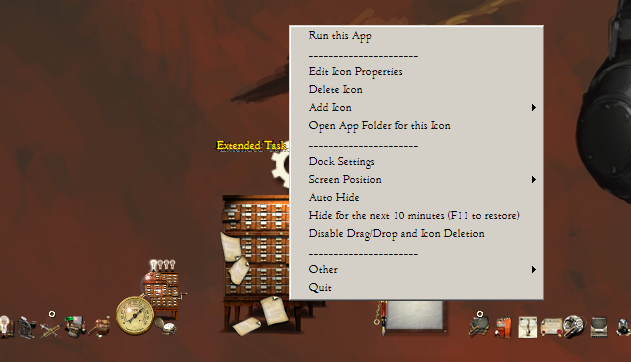 Run this App
----------------------
Edit Icon Properties
Delete Icon
Add Icon
Open App Folder for this Icon
----------------------
Extended Task
Dock Settings
Screen Position
Auto Hide
Hide for the next 10 minutes (F11 to restore)
Disable Drag/Drop and Icon Deletion
----------------------
Other
Quit